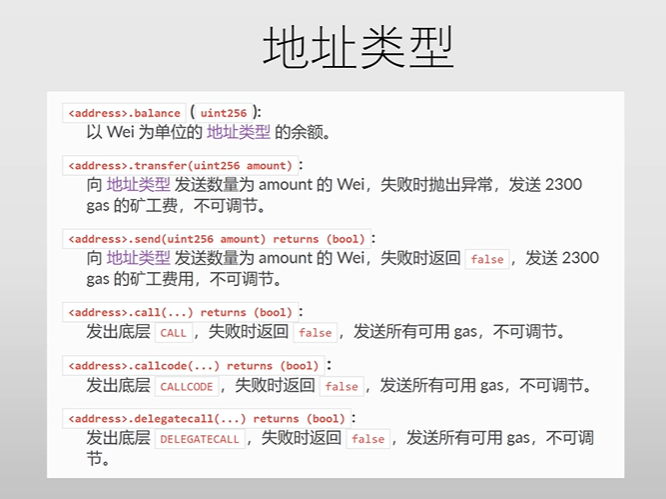 地址类型
<address>.balance ( uint256 ):
以 Wei 为单位的 地址类型 的余额。
<address>.transfer(uint256 amount) :
向 地址类型 发送数量为 amount 的 Wei，失败时抛出异常，发送 2300
gas 的矿工费，不可调节。
<address>.send(uint256 amount) returns (bool) :
向 地址类型 发送数量为 amount 的 Wei，失败时返回 false ，发送 2300
gas 的矿工费用，不可调节。
<address>.call(...) returns (bool) :
发出底层 CALL ，失败时返回 false ，发送所有可用 gas，不可调节。
<address>.callcode(...) returns (bool) :
发出底层 CALLCODE ，失败时返回 false ，发送所有可用 gas，不可调节。
<address>.delegatecall(...) returns (bool) :
发出底层 DELEGATECALL ，失败时返回 false ，发送所有可用 gas，不可调
节。